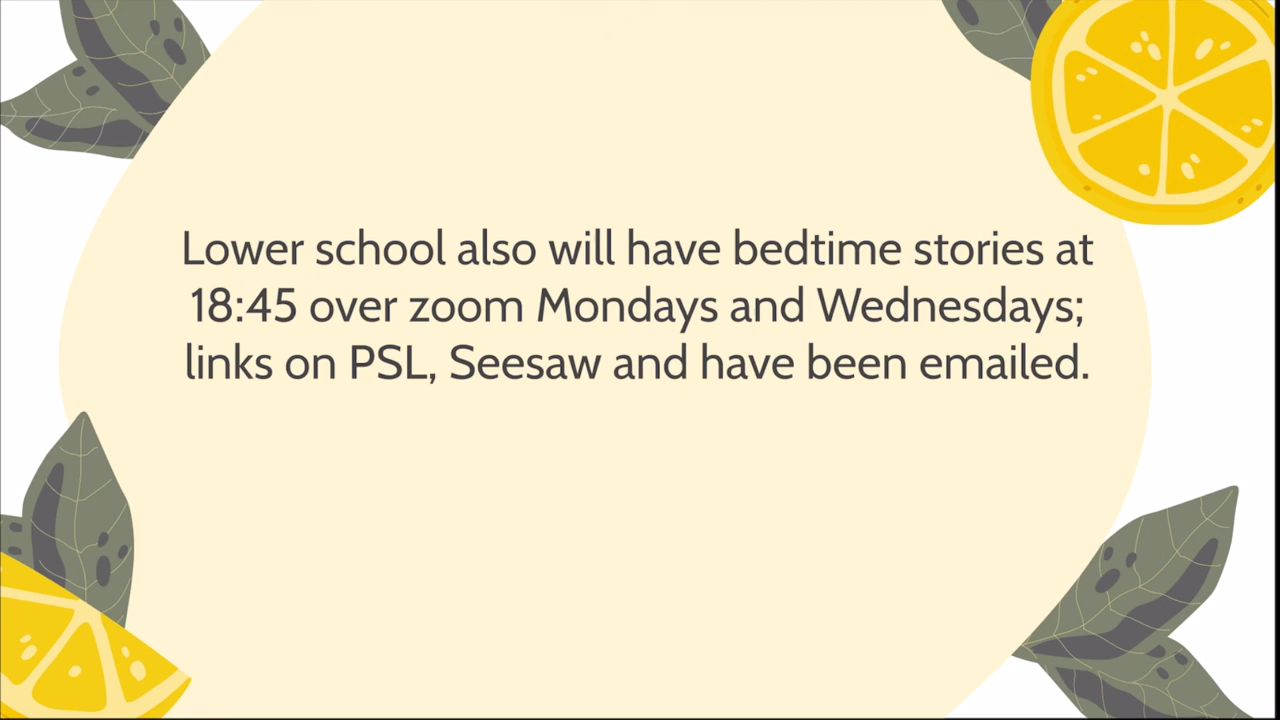 Lower school also will have bedtime stories at
18:45 over zoom Mondays and Wednesdays;
links on PSL, Seesaw and have been emailed.